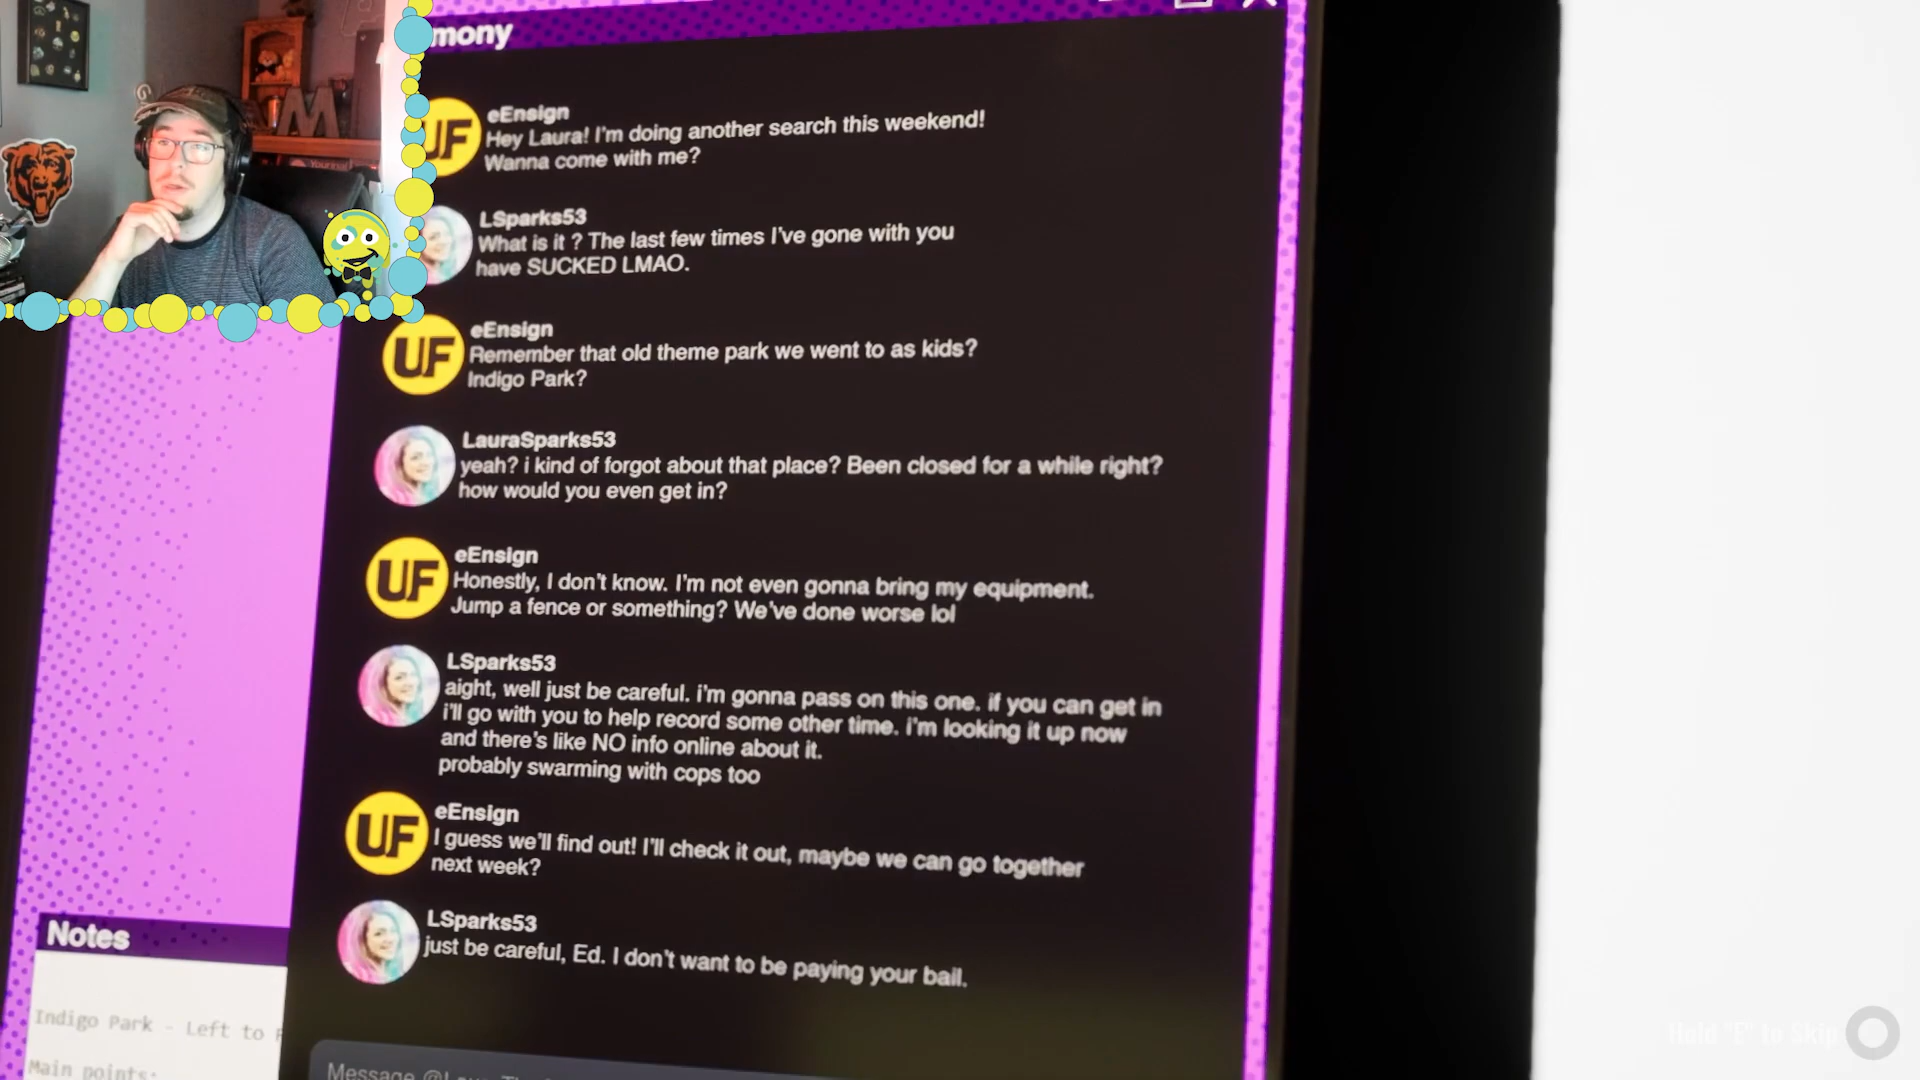 mony
eEnsign
Hey Laura! I'm doing another search this weekend!
Wanna come with me?
LSparks53
What is it ? The last few times I've gone with you
have SUCKED LMAO.
eEnsign
Remember that old theme park we went to as kids?
Indigo Park?
LauraSparks53
yeah? i kind of forgot about that place? Been closed for a while right?
how would you even get in?
eEnsign
Honestly, I don't know. I'm not even gonna bring my equipment.
Jump a fence or something? We've done worse lol
LSparks53
aight, well just be careful. i'm gonna pass on this one. if you can get in
i'll go with you to help record some other time. i'm looking it up now
and there's like NO info online about it.
probably swarming with cops too
eEnsign
I guess we'll find out! I'll check it out, maybe we can go together
next week?
LSparks53
just be careful, Ed. I don't want to be paying your bail.
UF
UF
UF
UF
Notes
Indigo Park - Left to
Main points:
Message
Hold "E" to Skip
M